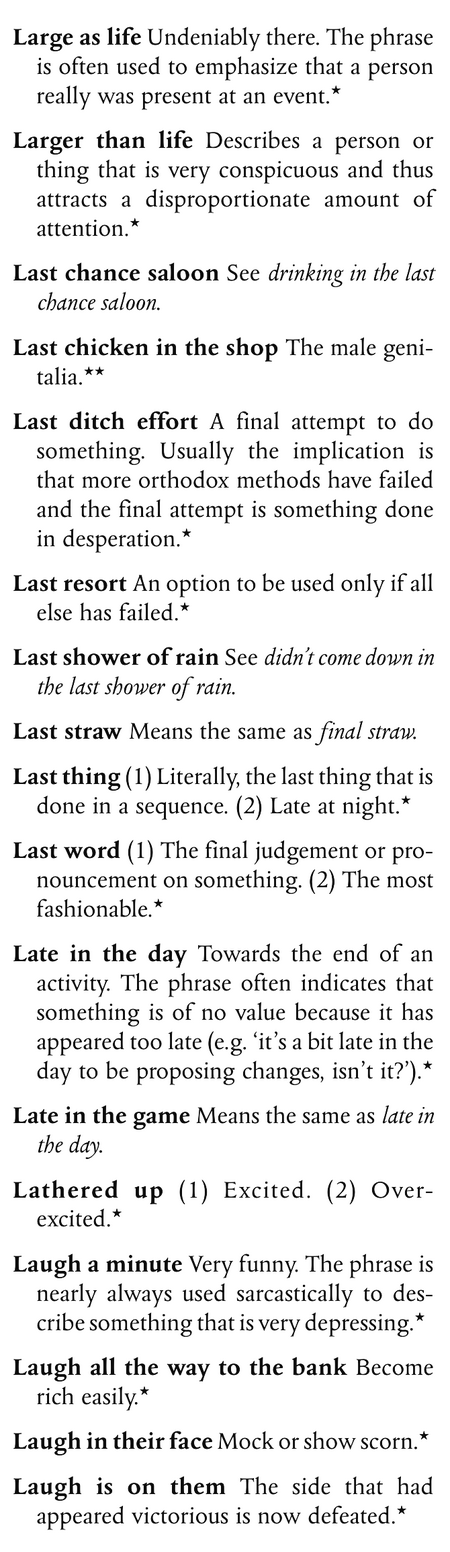 Large as life Undeniably there. The phrase
is often used to emphasize that a person
really was present at an event.★
Larger than life Describes a person or
thing that is very conspicuous and thus
attracts a disproportionate amount of
attention.★
Last chance saloon See drinking in the last
chance saloon.
Last chicken in the shop The male geni-
talia.★★
Last ditch effort A final attempt to do
something. Usually the implication is
that more orthodox methods have failed
and the final attempt is something done
in desperation.★
Last resort An option to be used only if all
else has failed.★
Last shower of rain See didn't come down in
the last shower of rain.
Last straw Means the same as final straw.
Last thing (1) Literally, the last thing that is
done in a sequence. (2) Late at night.★
Last word (1) The final judgement or pro-
nouncement on something. (2) The most
fashionable.★
Late in the day Towards the end of an
activity. The phrase often indicates that
something is of no value because it has
appeared too late (e.g. ‘it's a bit late in the
day to be proposing changes, isn't it?’).★
Late in the game Means the same as late in
the day.
Lathered up (1) Excited. (2) Over-
excited.★
Laugh a minute Very funny. The phrase is
nearly always used sarcastically to des-
cribe something that is very depressing.★
Laugh all the way to the bank Become
rich easily.★
Laugh in their face Mock or show scorn.★
Laugh is on them The side that had
appeared victorious is now defeated.★